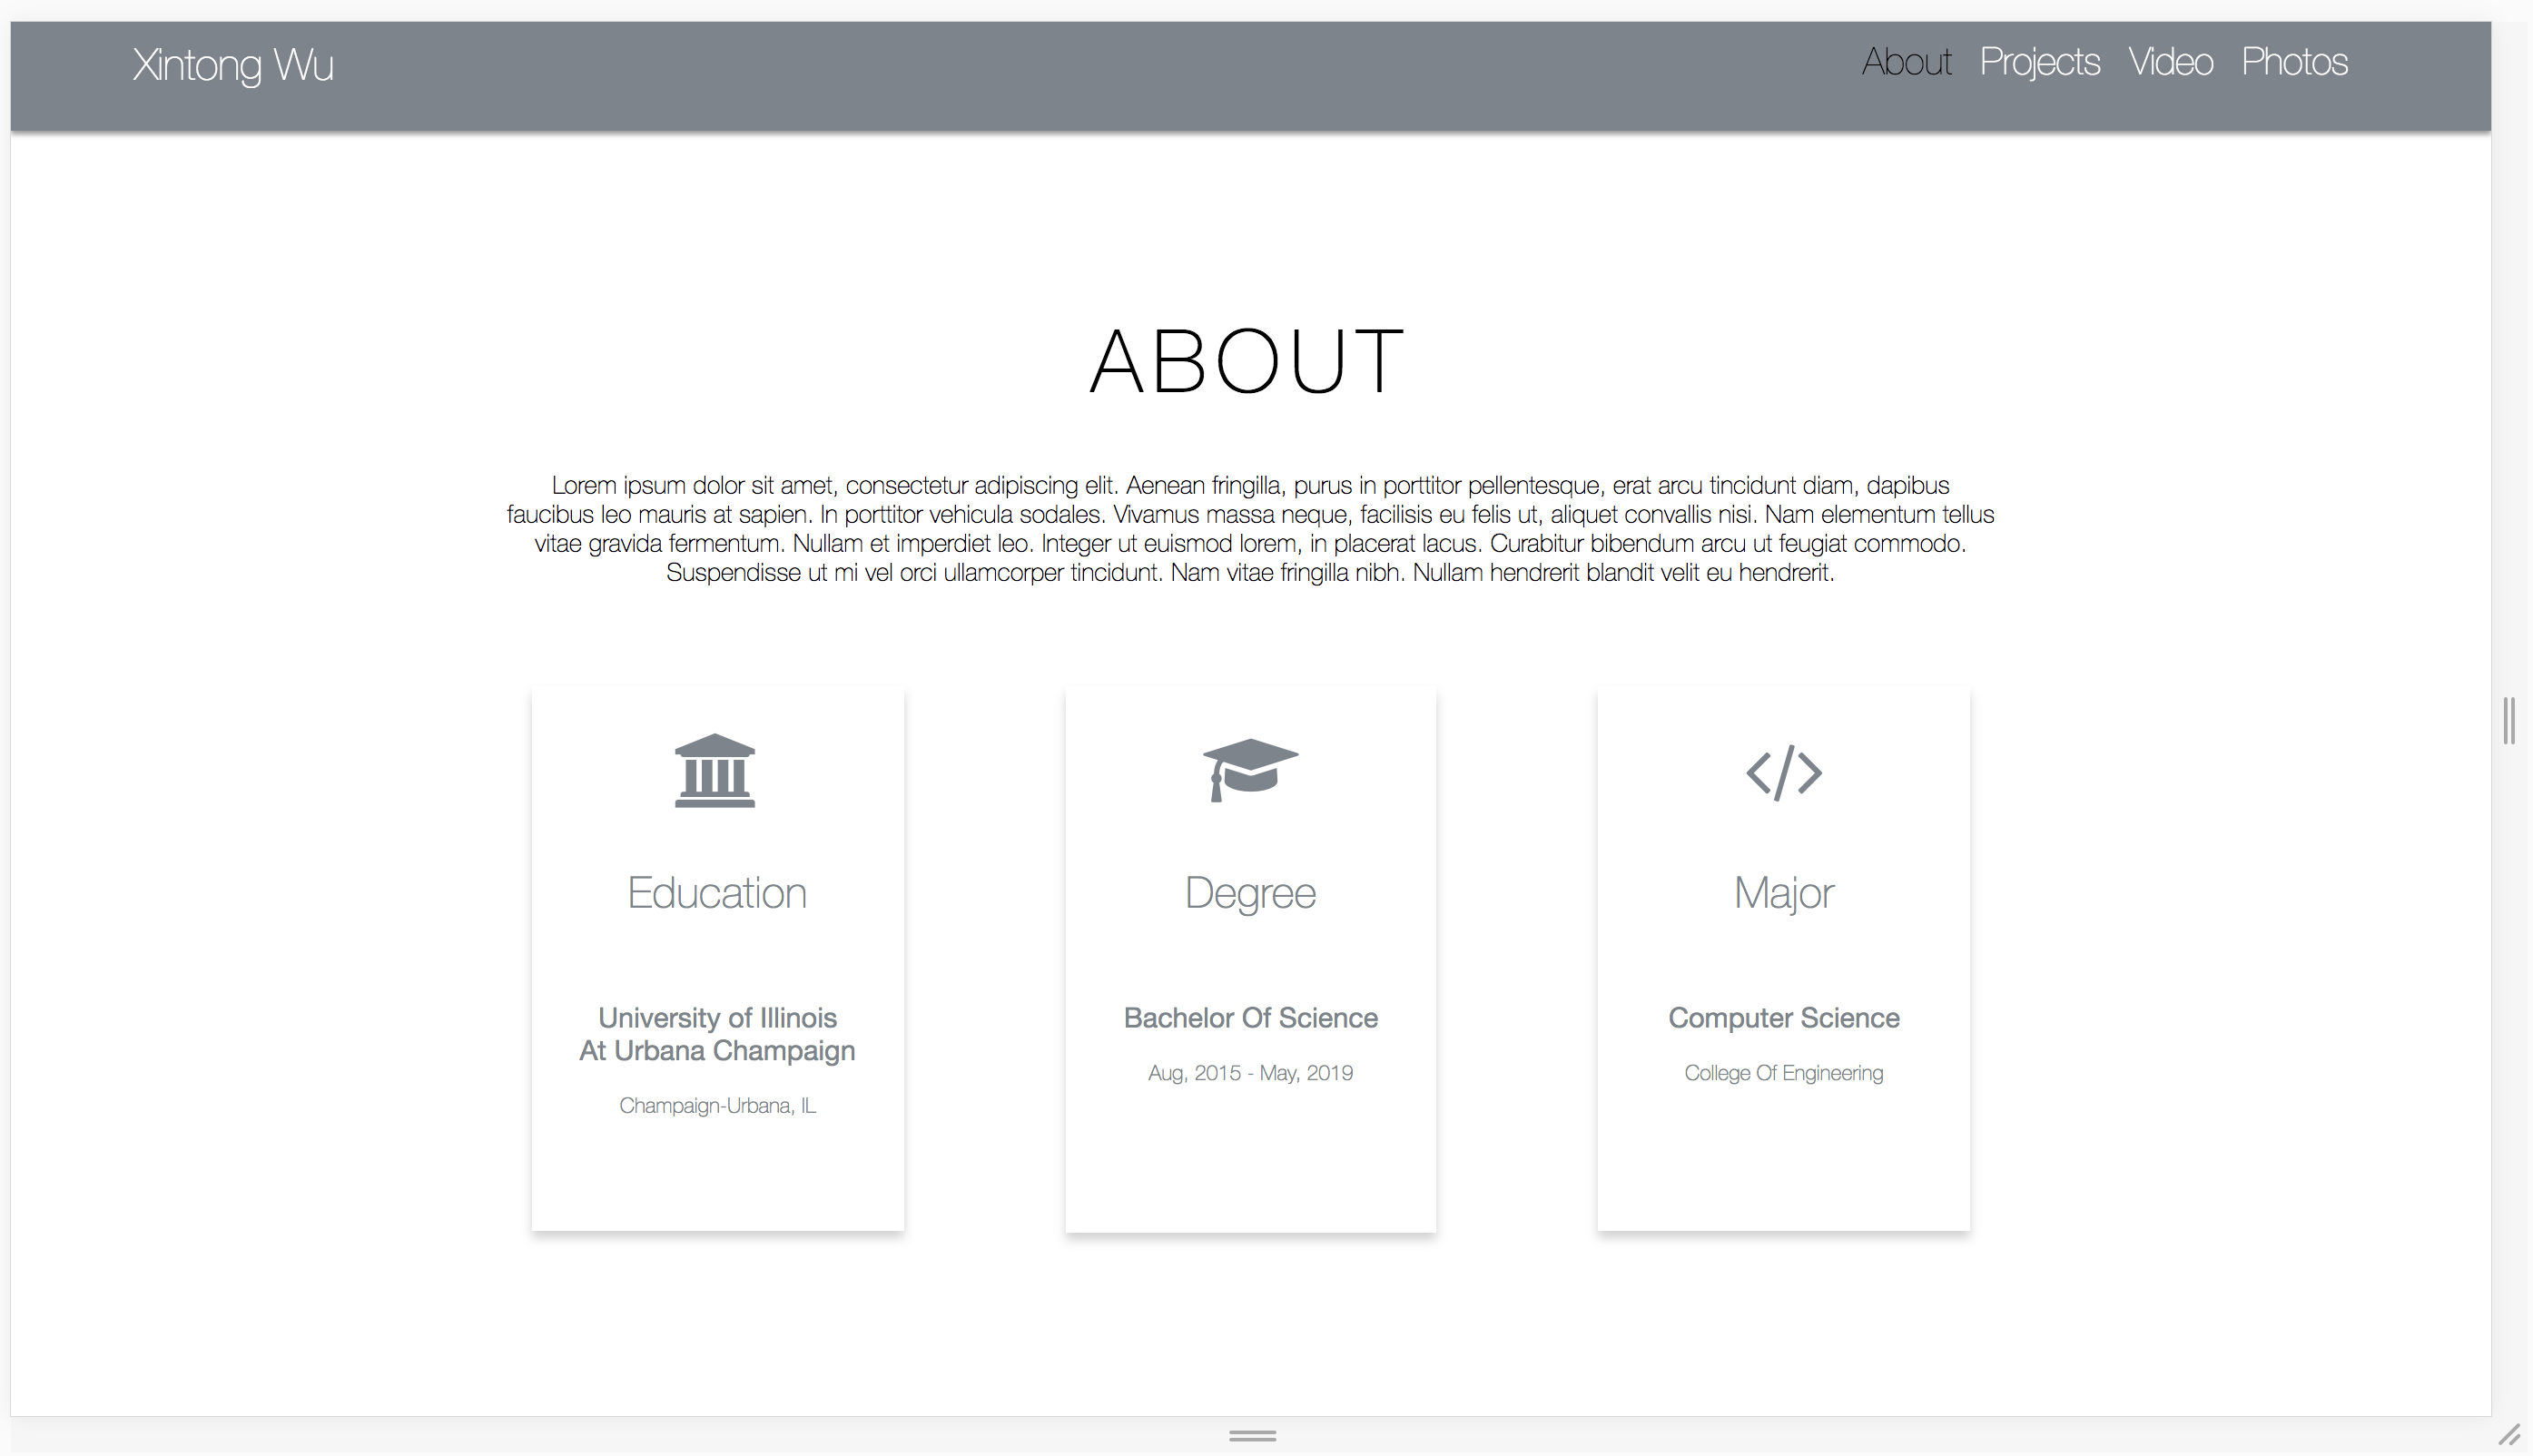 Xintong Wu
About Projects Video Photos
ABOUT
Lorem ipsum dolor sit amet, consectetur adipiscing elit. Aenean fringilla, purus in porttitor pellentesque, erat arcu tincidunt diam, dapibus
faucibus leo mauris at sapien. In porttitor vehicula sodales. Vivamus massa neque, facilisis eu felis ut, aliquet convallis nisi. Nam elementum tellus
vitae gravida fermentum. Nullam et imperdiet leo. Integer ut euismod lorem, in placerat lacus. Curabitur bibendum arcu ut feugiat commodo.
Suspendisse ut mi vel orci ullamcorper tincidunt. Nam vitae fringilla nibh. Nullam hendrerit blandit velit eu hendrerit.
Education
University of Illinois
At Urbana Champaign
Champaign-Urbana, IL
Degree
Bachelor Of Science
Aug, 2015 - May, 2019
</> 
Major
Computer Science
College Of Engineering